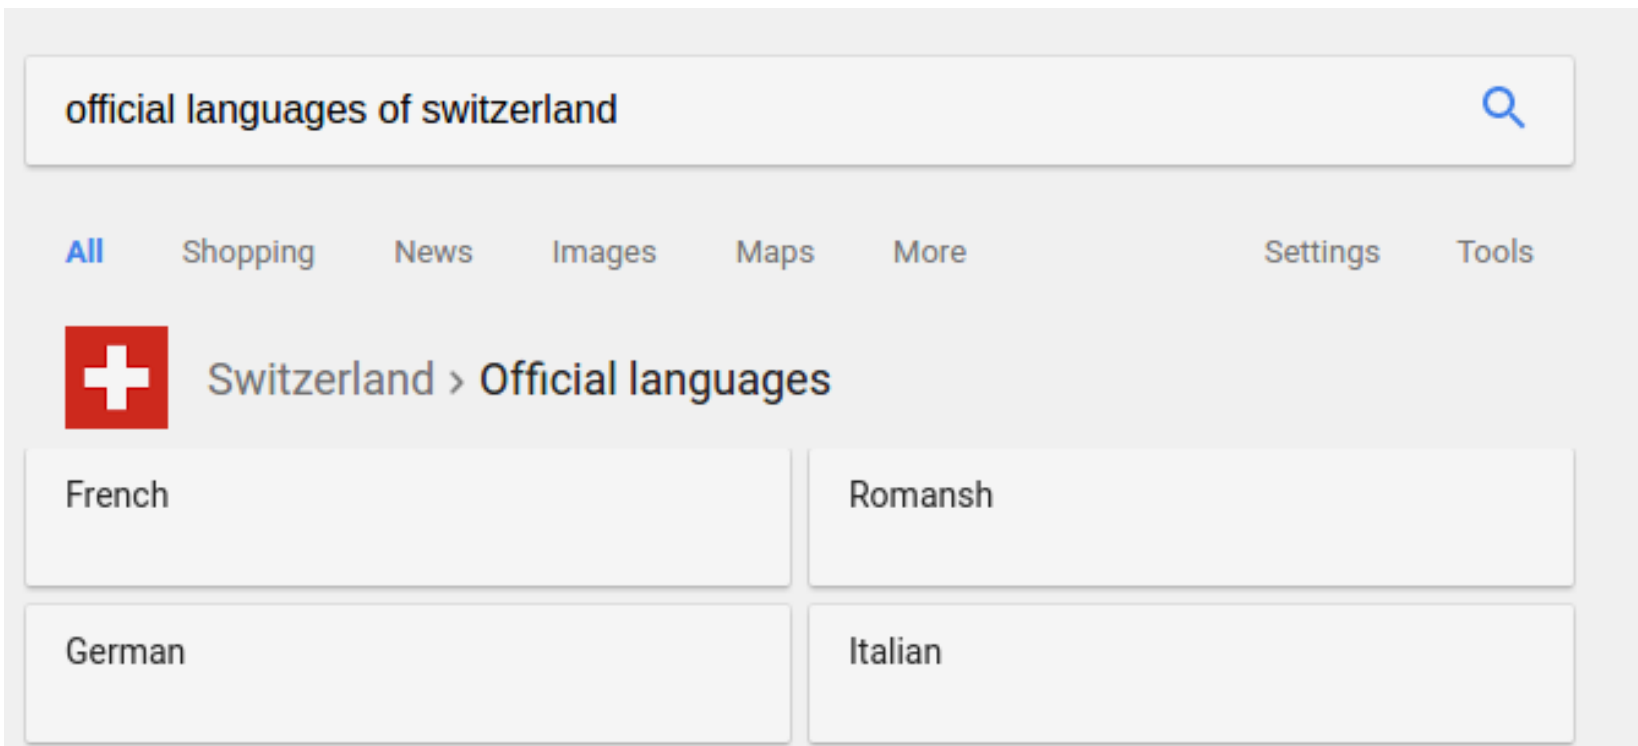 official languages of switzerland
All Shopping News Images Maps More Settings Tools
Switzerland › Official languages
French Romansh
German Italian